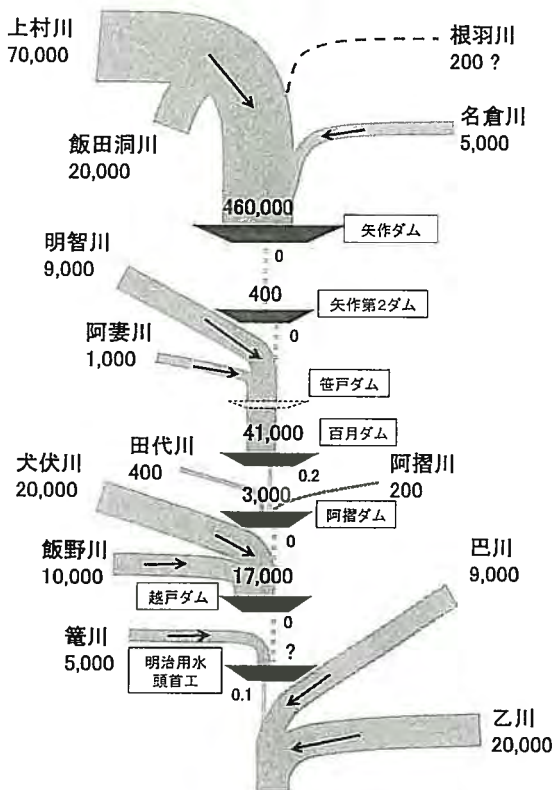 上村川
70,000
根羽川
200 ?
名倉川
5,000
飯田洞川
20,000
460,000
矢作ダム
0
明智川
9,000
400
矢作第2ダム
0
阿妻川
1,000
笹戸ダム
41,000
百月ダム
0.2
田代川
400
阿摺川
200
犬伏川
20,000
3,000
阿摺ダム
0
飯野川
10,000
17,000
越戸ダム
0
巴川
9,000
篭川
5,000
?
明治用水
頭首工
0.1
乙川
20,000